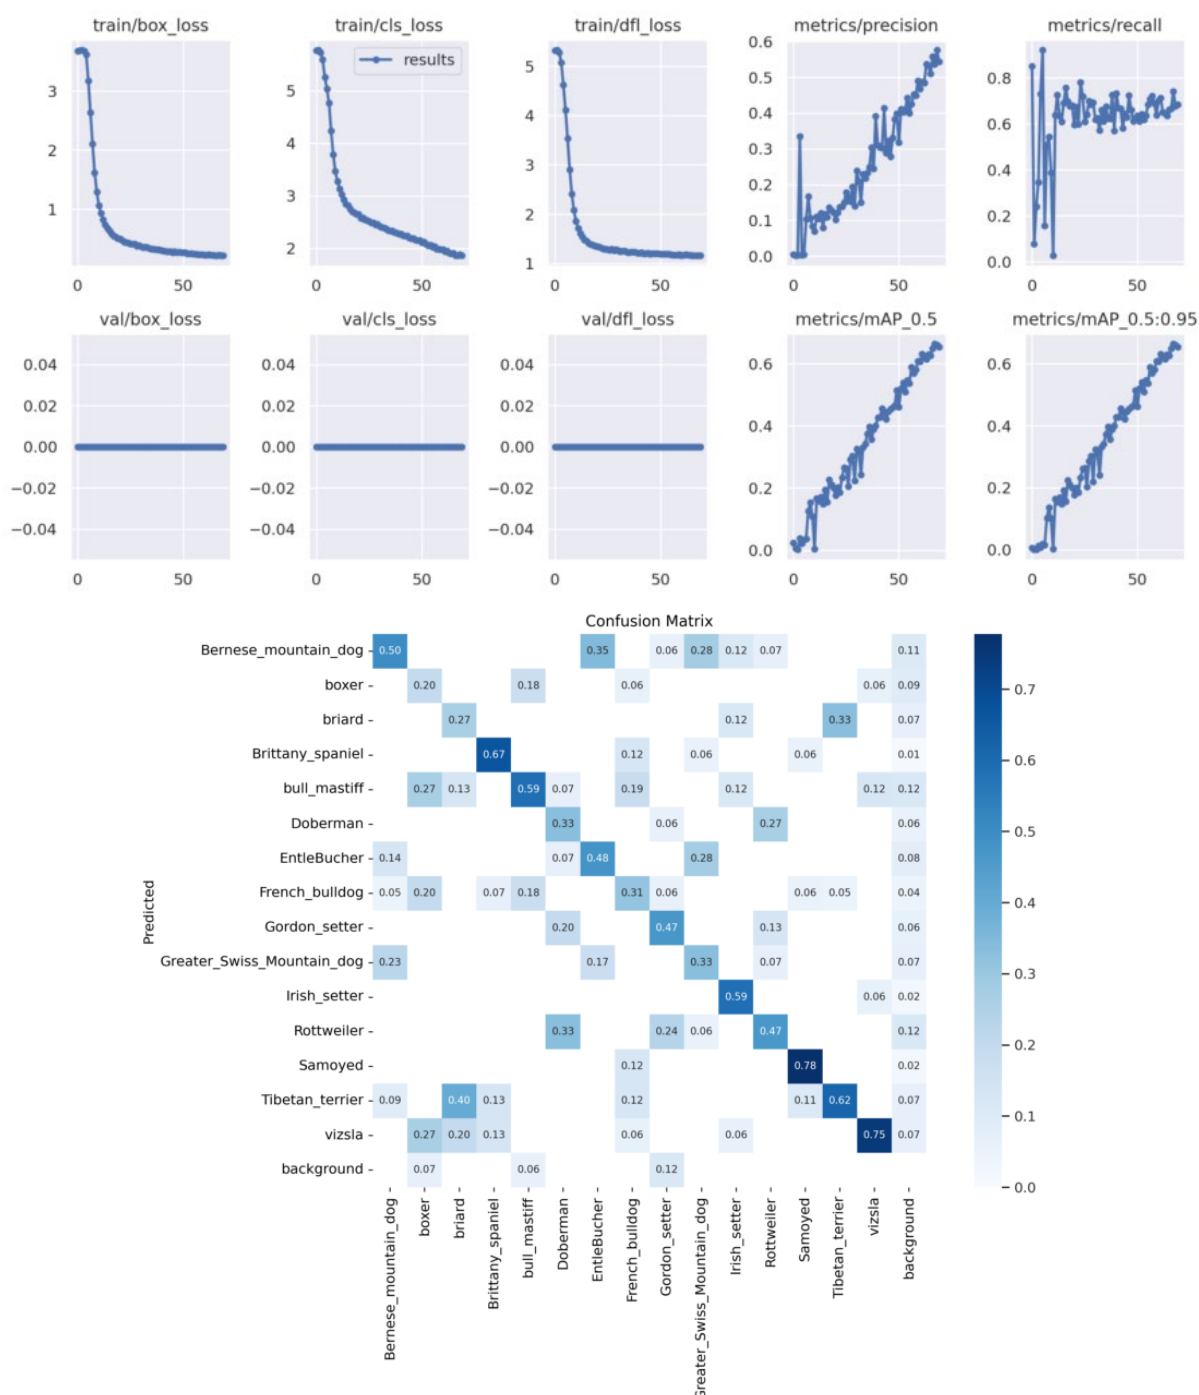 train/box_loss train/cls_loss train/dfl_loss metrics/precision metrics/recall
results
3
2
1
0 50
5
4
3
2
0 50
5
4
3
2
1
0 50
0.6
0.5
0.4
0.3
0.2
0.1
0.0
0 50
0.8
0.6
0.4
0.2
0.0
0 50
val/box_loss val/cls_loss val/dfl_loss metrics/mAP_0.5 metrics/mAP_0.5:0.95
0.04
0.02
0.00
−0.02
−0.04
0 50
0.04
0.02
0.00
−0.02
−0.04
0 50
0.04
0.02
0.00
−0.02
−0.04
0 50
0.6
0.4
0.2
0.0
0 50
0.6
0.4
0.2
0.0
0 50
Confusion Matrix
Predicted
Bernese_mountain_dog 0.50 0.35 0.06 0.28 0.12 0.07 0.11
boxer 0.20 0.18 0.06 0.06 0.09
briard 0.27 0.12 0.33 0.07
Brittany_spaniel 0.67 0.12 0.06 0.06 0.01
bull_mastiff 0.27 0.13 0.59 0.07 0.19 0.12 0.12 0.12
Doberman 0.33 0.06 0.27 0.06
EntleBucher 0.14 0.07 0.48 0.28 0.08
French_bulldog 0.05 0.20 0.07 0.18 0.31 0.06 0.06 0.05 0.04
Gordon_setter 0.20 0.47 0.13 0.06
Greater_Swiss_Mountain_dog 0.23 0.17 0.33 0.07 0.07
Irish_setter 0.59 0.06 0.02
Rottweiler 0.33 0.24 0.06 0.47 0.12
Samoyed 0.12 0.78 0.02
Tibetan_terrier 0.09 0.40 0.13 0.12 0.11 0.62 0.07
vizsla 0.27 0.20 0.13 0.06 0.06 0.75 0.07
background 0.07 0.06 0.12
Bernese_mountain_dog
boxer
briard
Brittany_spaniel
bull_mastiff
Doberman
EntleBucher
French_bulldog
Gordon_setter
Greater_Swiss_Mountain_dog
Irish_setter
Rottweiler
Samoyed
Tibetan_terrier
vizsla
background
0.7
0.6
0.5
0.4
0.3
0.2
0.1
0.0